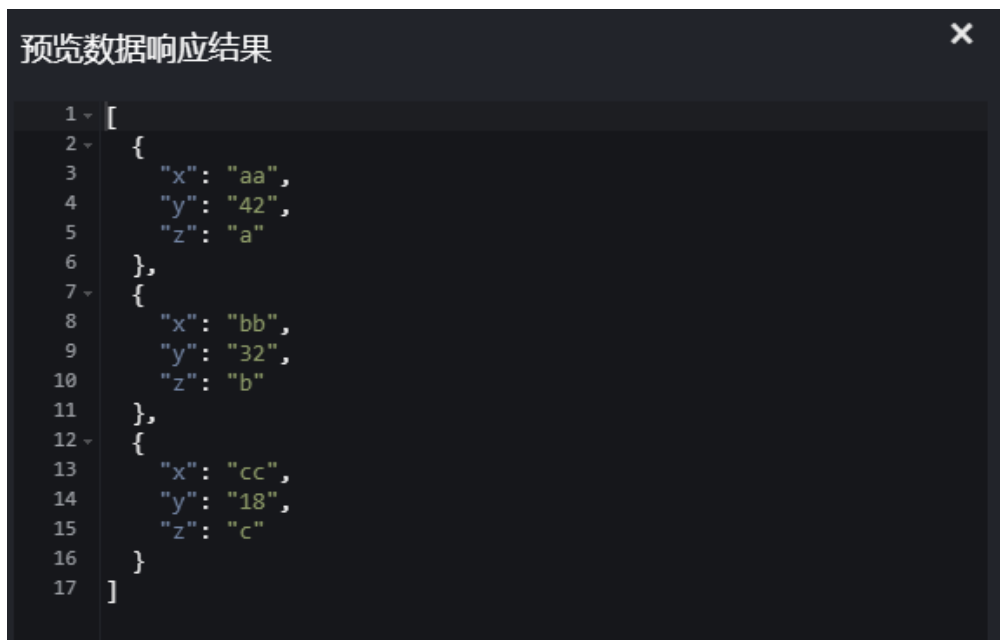 预览数据响应结果 ×
1 [
2 {
3 "x": "aa",
4 "y": "42",
5 "z": "a"
6 },
7 {
8 "x": "bb",
9 "y": "32",
10 "z": "b"
11 },
12 {
13 "x": "cc",
14 "y": "18",
15 "z": "c"
16 }
17 ]